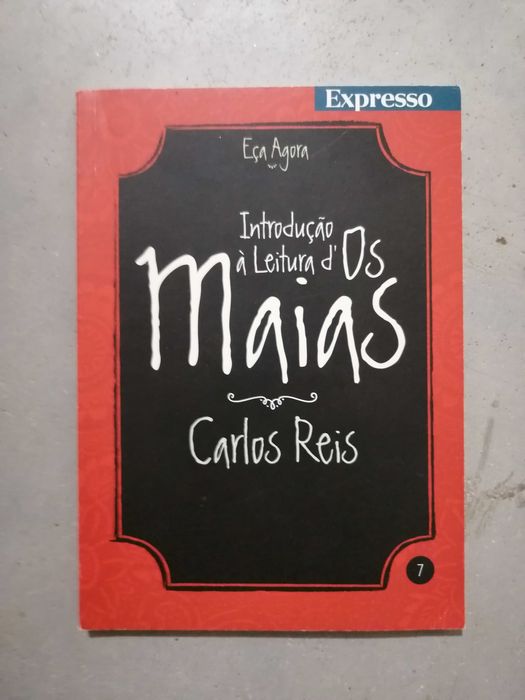 Expresso
Eça Agora
Introdução
à Leitura d'Os
Maias
Carlos Reis
7